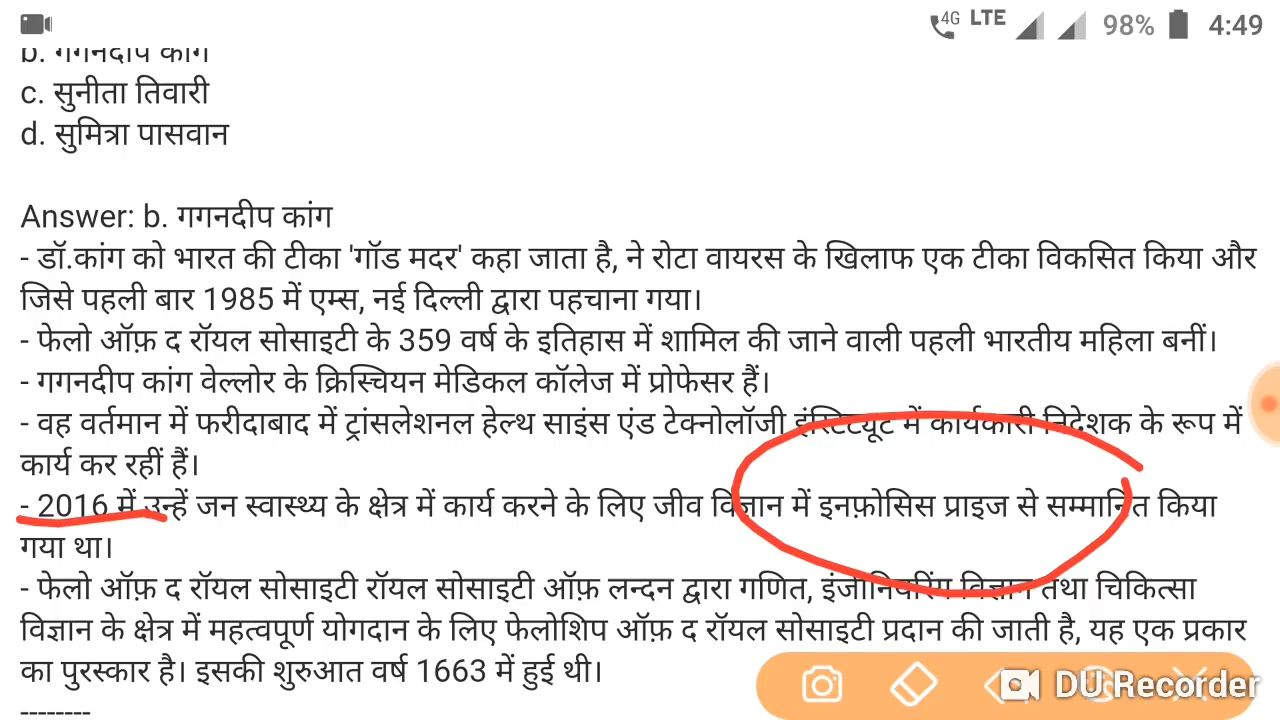 4G LTE 98% 4:49
b. गगनदीप कांग
c. सुनीता तिवारी
d. सुमित्रा पासवान
Answer: b. गगनदीप कांग
- डॉ.कांग को भारत की टीका 'गॉड मदर' कहा जाता है, ने रोटा वायरस के खिलाफ एक टीका विकसित किया और
जिसे पहली बार 1985 में एम्स, नई दिल्ली द्वारा पहचाना गया।
- फेलो ऑफ़ द रॉयल सोसाइटी के 359 वर्ष के इतिहास में शामिल की जाने वाली पहली भारतीय महिला बनीं।
- गगनदीप कांग वेल्लोर के क्रिस्चियन मेडिकल कॉलेज में प्रोफेसर हैं।
- वह वर्तमान में फरीदाबाद में ट्रांसलेशनल हेल्थ साइंस एंड टेक्नोलॉजी इंस्टिट्यूट में कार्यकारी निदेशक के रूप में
कार्य कर रहीं हैं।
- 2016 में उन्हें जन स्वास्थ्य के क्षेत्र में कार्य करने के लिए जीव विज्ञान में इनफ़ोसिस प्राइज से सम्मानित किया
गया था।
- फेलो ऑफ़ द रॉयल सोसाइटी रॉयल सोसाइटी ऑफ़ लन्दन द्वारा गणित, इंजीनियरिंग विज्ञान तथा चिकित्सा
विज्ञान के क्षेत्र में महत्वपूर्ण योगदान के लिए फेलोशिप ऑफ़ द रॉयल सोसाइटी प्रदान की जाती है, यह एक प्रकार
का पुरस्कार है। इसकी शुरुआत वर्ष 1663 में हुई थी।
DU Recorder
--------